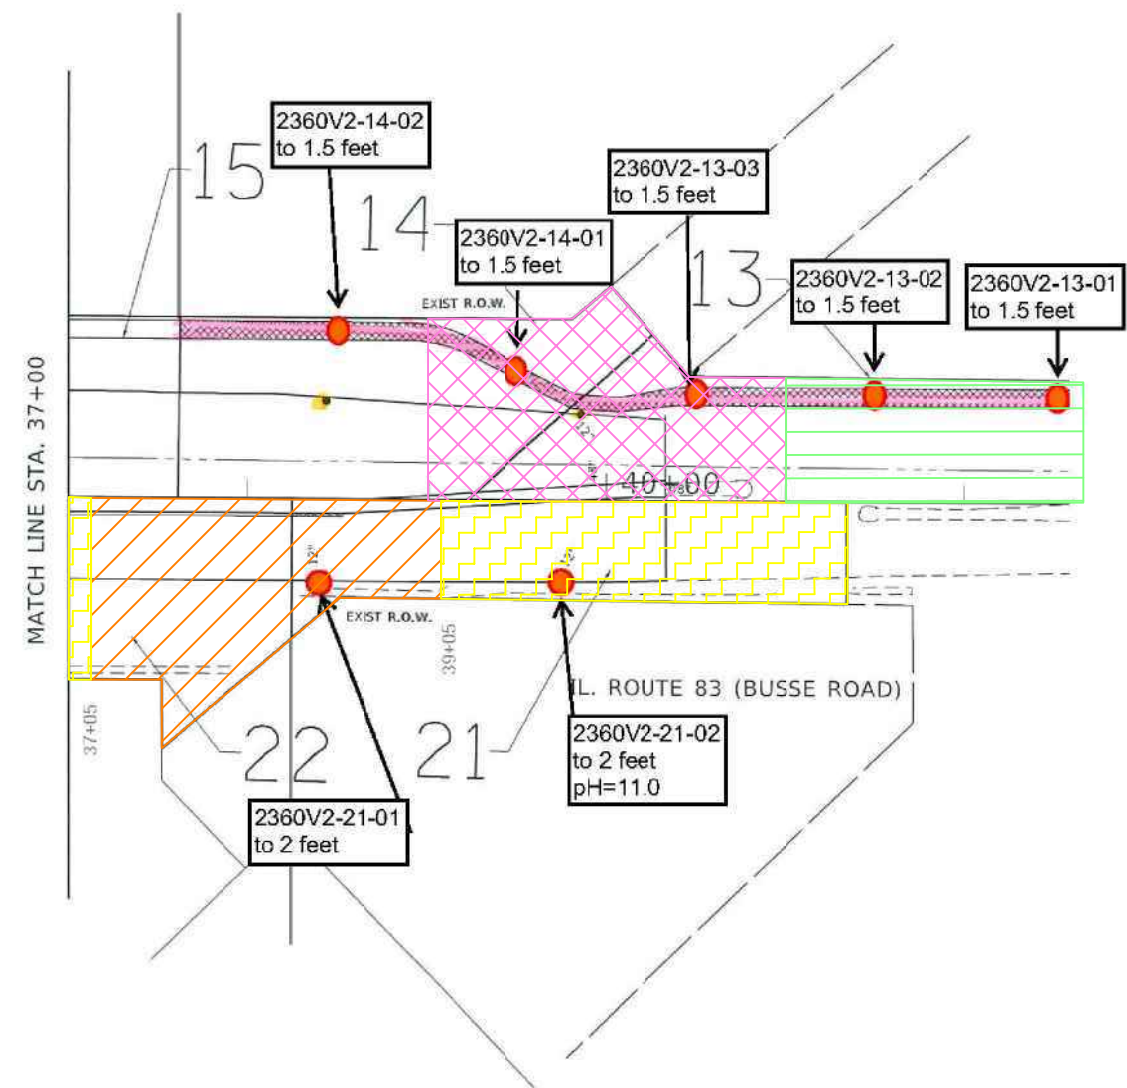 2360V2-14-02
to 1.5 feet
15
2360V2-13-03
to 1.5 feet
14
2360V2-14-01
to 1.5 feet
13
2360V2-13-02
to 1.5 feet
2360V2-13-01
to 1.5 feet
EXIST R.O.W.
MATCH LINE STA. 37+00
12"
+40+00
12"
12"
EXIST R.O.W.
39+05
37+05
IL. ROUTE 83 (BUSSE ROAD)
22
21
2360V2-21-02
to 2 feet
pH=11.0
2360V2-21-01
to 2 feet